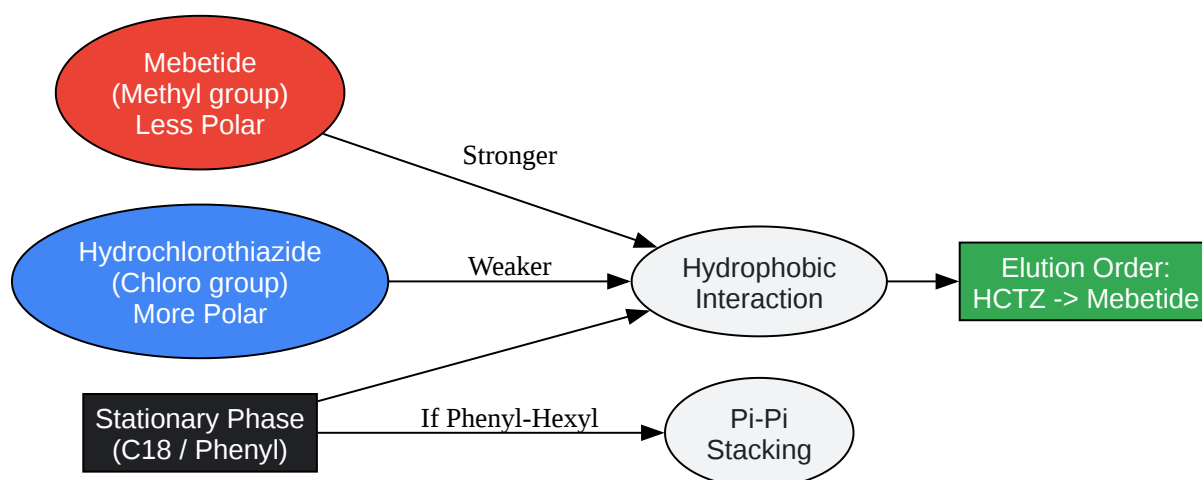 Mebetide
(Methyl group)
Less Polar
Stronger
Hydrochlorothiazide
(Chloro group)
More Polar
Weaker
Hydrophobic
Interaction
Elution Order:
HCTZ -> Mebetide
Stationary Phase
(C18 / Phenyl)
If Phenyl-Hexyl
Pi-Pi
Stacking